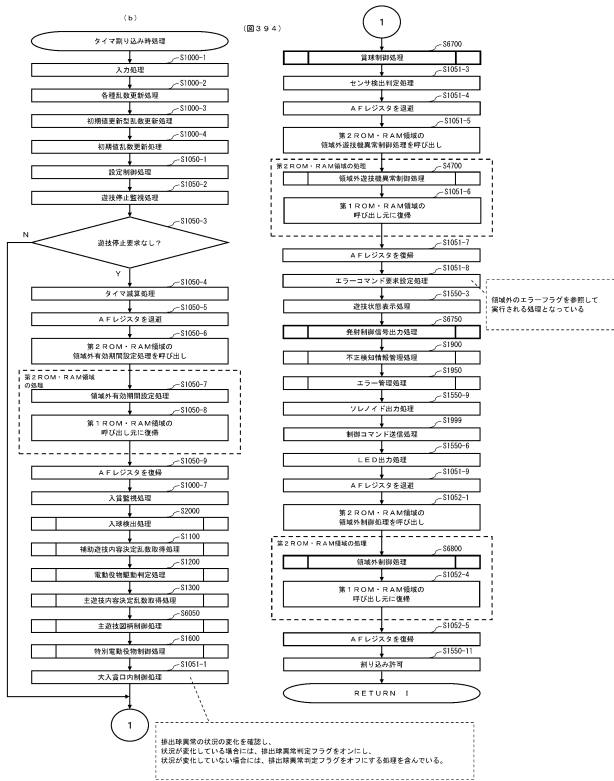 (図394)
(b)
タイマ割り込み時処理
S1000-1
入力処理
S1000-2
各種乱数更新処理
S1000-3
初期値更新型乱数更新処理
S1000-4
初期値乱数更新処理
S1050-1
設定制御処理
S1050-2
遊技停止監視処理
S1050-3
遊技停止要求なし?
N
Y
S1050-4
タイマ減算処理
S1050-5
AFレジスタを退避
S1050-6
第2ROM・RAM領域の
領域外有効期間設定処理を呼び出し
第2ROM・RAM領域
の処理
S1050-7
領域外有効期間設定処理
S1050-8
第1ROM・RAM領域の
呼び出し元に復帰
S1050-9
AFレジスタを復帰
S1000-7
入賞監視処理
S2000
入球検出処理
S1100
補助遊技内容決定乱数取得処理
S1200
電動役物駆動判定処理
S1300
主遊技内容決定乱数取得処理
S6050
主遊技図柄制御処理
S1600
特別電動役物制御処理
S1051-1
大入賞口内制御処理
1
排出球異常の状況の変化を確認し、
状況が変化している場合には、排出球異常判定フラグをオンにし、
状況が変化していない場合には、排出球異常判定フラグをオフにする処理を含んでいる。
1
S6700
賞球制御処理
S1051-3
センサ検出判定処理
S1051-4
AFレジスタを退避
S1051-5
第2ROM・RAM領域の
領域外遊技機異常制御処理を呼び出し
第2ROM・RAM領域の処理
S4700
領域外遊技機異常制御処理
S1051-6
第1ROM・RAM領域の
呼び出し元に復帰
S1051-7
AFレジスタを復帰
S1051-8
エラーコマンド要求設定処理
領域外のエラーフラグを参照して
実行される処理となっている
S1550-3
遊技状態表示処理
S6750
発射制御信号出力処理
S1900
不正検知情報管理処理
S1950
エラー管理処理
S1550-9
ソレノイド出力処理
S1999
制御コマンド送信処理
S1550-6
LED出力処理
S1051-9
AFレジスタを退避
S1052-1
第2ROM・RAM領域の
領域外制御処理を呼び出し
第2ROM・RAM領域の処理
S6800
領域外制御処理
S1052-4
第1ROM・RAM領域の
呼び出し元に復帰
S1052-5
AFレジスタを復帰
S1550-11
割り込み許可
RETURN I